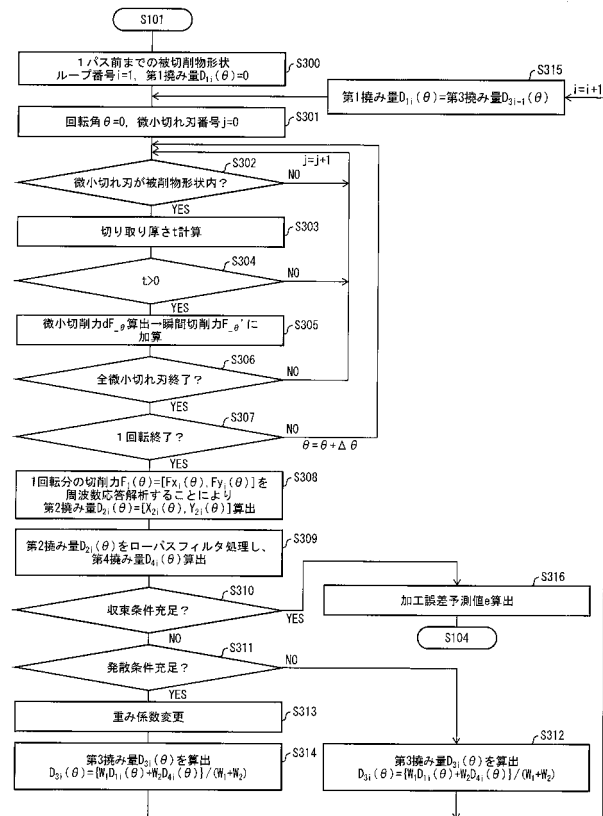 S101
1パス前までの被切削物形状
ループ番号i=1, 第1撓み量D1i(θ)=0
S300
S315
第1撓み量D1i(θ)=第3撓み量D3i-1(θ)
i=i+1
回転角θ=0, 微小切れ刃番号j=0
S301
j=j+1
S302
微小切れ刃が被削物形状内?
NO
YES
切り取り厚さt計算
S303
S304
t>0
NO
YES
微小切削力dF_θ算出→瞬間切削力F_θ'に
加算
S305
S306
全微小切れ刃終了?
NO
YES
S307
1回転終了?
NO
θ=θ+Δθ
YES
1回転分の切削力Fi(θ)=[Fxi(θ),Fyi(θ)]を
周波数応答解析することにより
第2撓み量D2i(θ)=[X2i(θ),Y2i(θ)]算出
S308
第2撓み量D2i(θ)をローパスフィルタ処理し、
第4撓み量D4i(θ)算出
S309
S310
収束条件充足?
YES
NO
S316
加工誤差予測値e算出
S104
S311
発散条件充足?
NO
YES
重み係数変更
S313
第3撓み量D3i(θ)を算出
D3i(θ)={W1D1i(θ)+W2D4i(θ)}/(W1+W2)
S314
S312
第3撓み量D3i(θ)を算出
D3i(θ)={W1D1i(θ)+W2D4i(θ)}/(W1+W2)